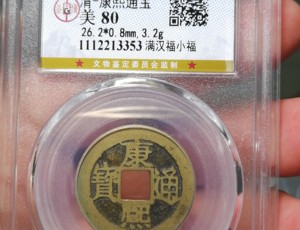 清-康熙通宝
美 80
26.2*0.8mm, 3.2g
1112213353 满汉福小福
★ 文物鉴定委员会监制 ★
康熙通寶